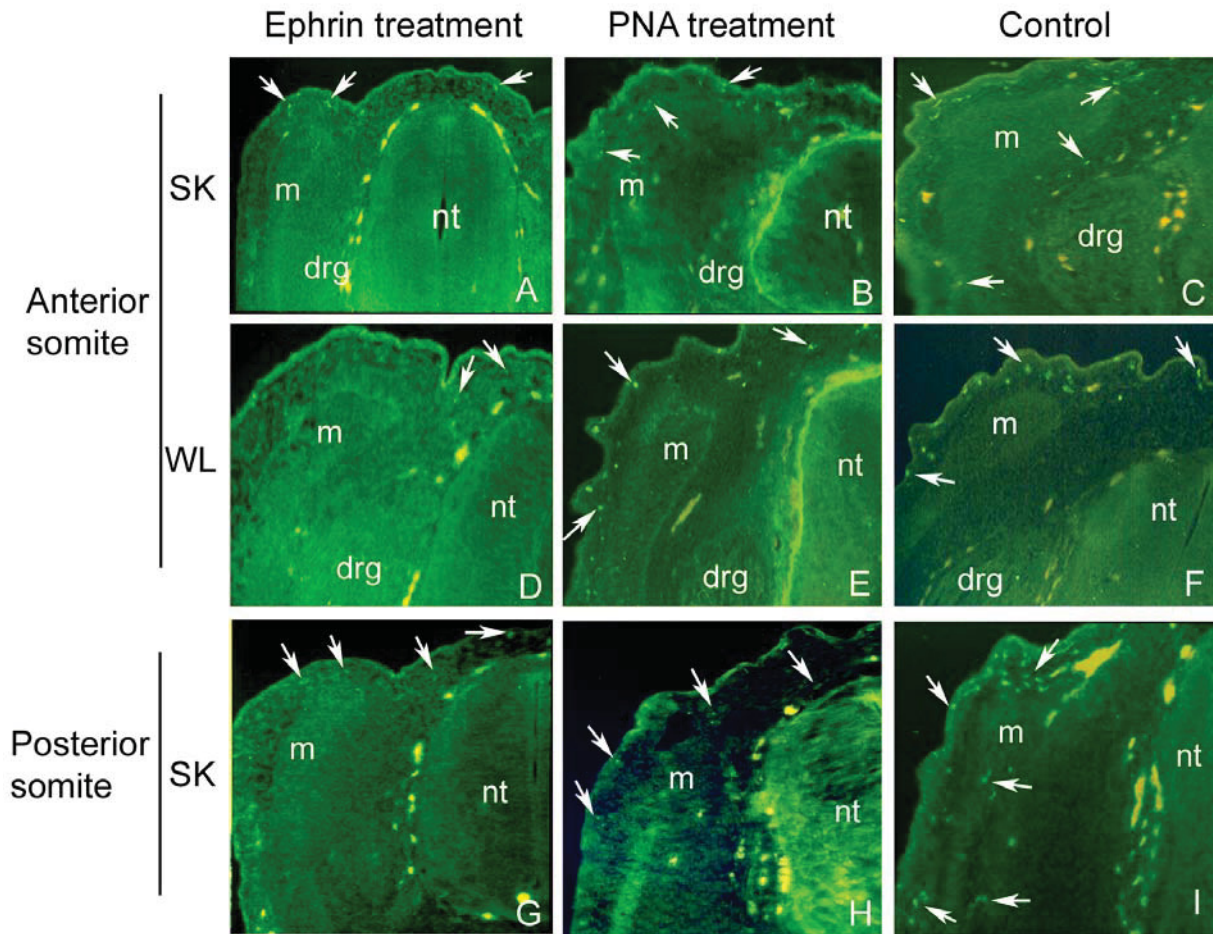 Ephrin treatment PNA treatment Control
Anterior
somite
SK
m nt drg A
m nt drg B
m drg C
WL
m nt drg D
m nt drg E
m nt drg F
Posterior
somite
SK
m nt G
m nt H
m nt I